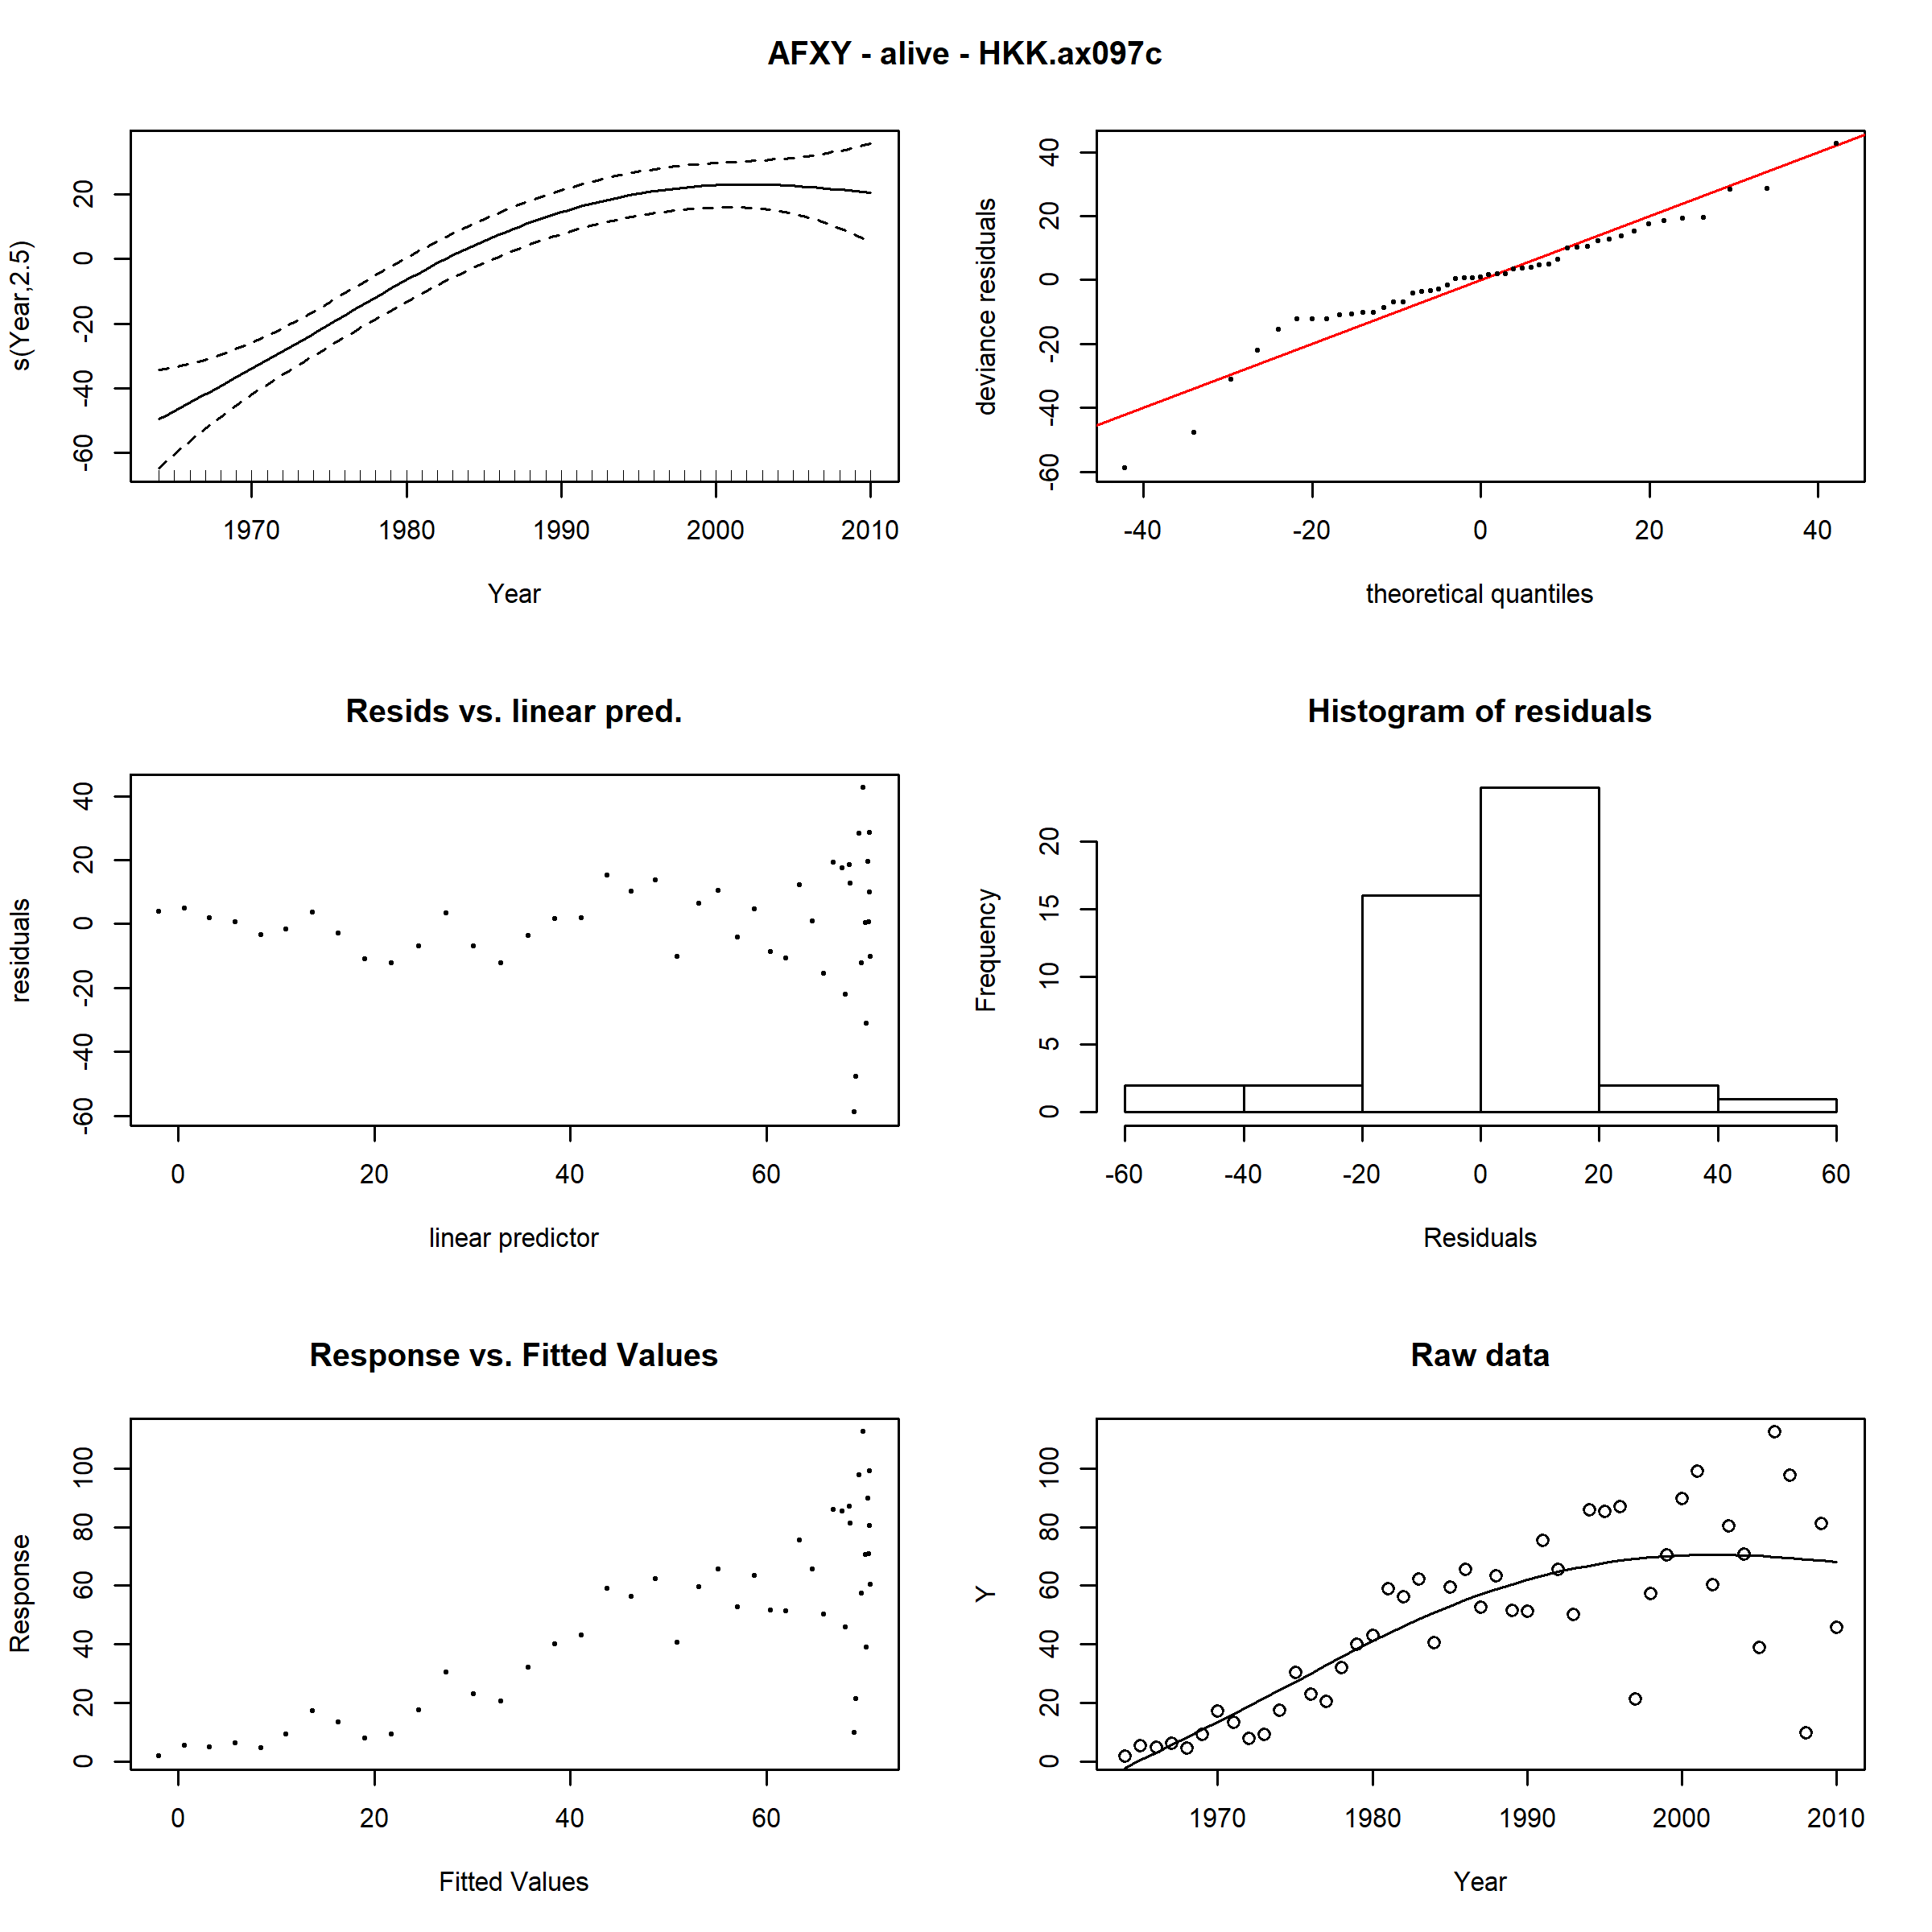 AFXY - alive - HKK.ax097c
s(Year,2.5)
20
0
-20
-40
-60
1970 1980 1990 2000 2010
Year
deviance residuals
40
20
0
-20
-40
-60
-40 -20 0 20 40
theoretical quantiles
Resids vs. linear pred.
residuals
40
20
0
-20
-40
-60
0 20 40 60
linear predictor
Histogram of residuals
Frequency
20
15
10
5
0
-60 -40 -20 0 20 40 60
Residuals
Response vs. Fitted Values
Response
100
80
60
40
20
0
0 20 40 60
Fitted Values
Raw data
Y
100
80
60
40
20
0
1970 1980 1990 2000 2010
Year